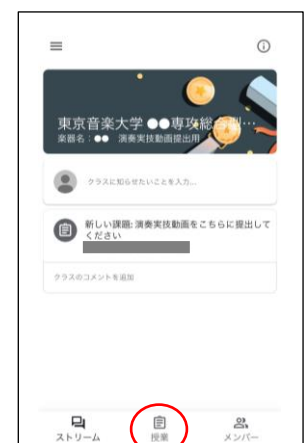 東京音楽大学 ●●専攻総合型…
楽器名：●● 演奏実技動画提出用
クラスに知らせたいことを入力...
新しい課題: 演奏実技動画をこちらに提出して
ください
クラスのコメントを追加
ストリーム
授業
メンバー